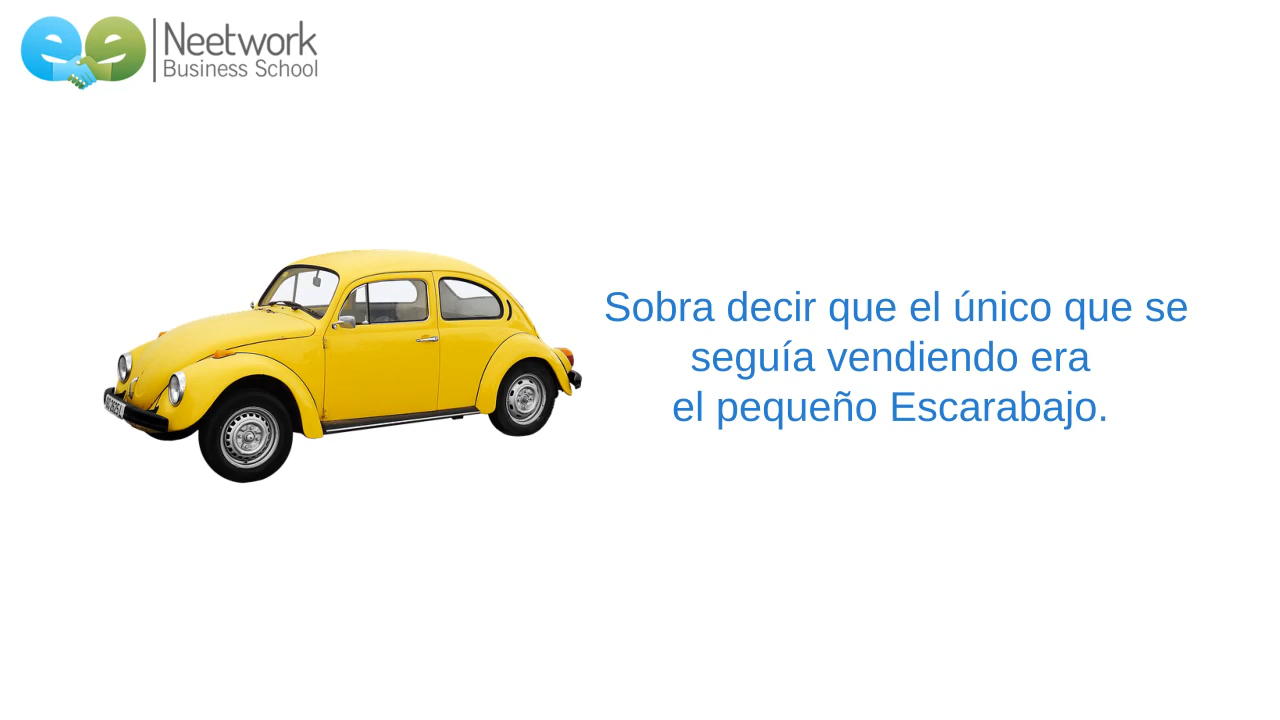 Neetwork
Business School
Sobra decir que el único que se
seguía vendiendo era
el pequeño Escarabajo.